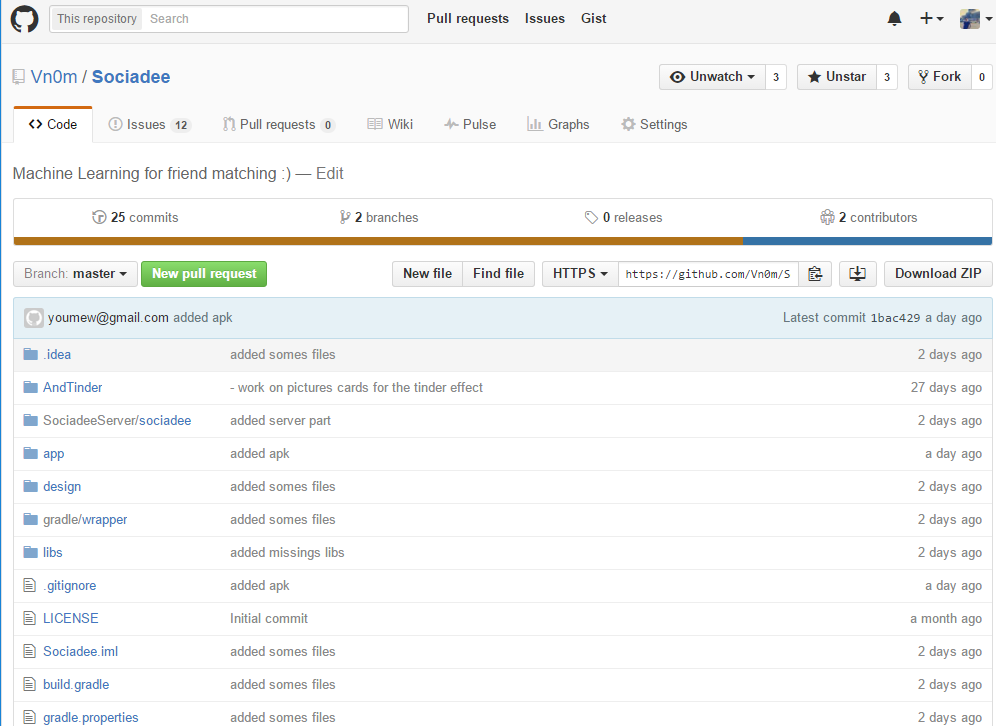 This repository Search Pull requests Issues Gist
Vn0m / Sociadee Unwatch 3 Unstar 3 Fork 0
Code Issues 12 Pull requests 0 Wiki Pulse Graphs Settings
Machine Learning for friend matching :) — Edit
25 commits 2 branches 0 releases 2 contributors
Branch: master New pull request New file Find file HTTPS https://github.com/Vn0m/S Download ZIP
youmew@gmail.com added apk Latest commit 1bac429 a day ago
.idea added somes files 2 days ago
AndTinder - work on pictures cards for the tinder effect 27 days ago
SociadeeServer/sociadee added server part 2 days ago
app added apk a day ago
design added somes files 2 days ago
gradle/wrapper added somes files 2 days ago
libs added missings libs 2 days ago
.gitignore added apk a day ago
LICENSE Initial commit a month ago
Sociadee.iml added somes files 2 days ago
build.gradle added somes files 2 days ago
gradle.properties added somes files 2 days ago